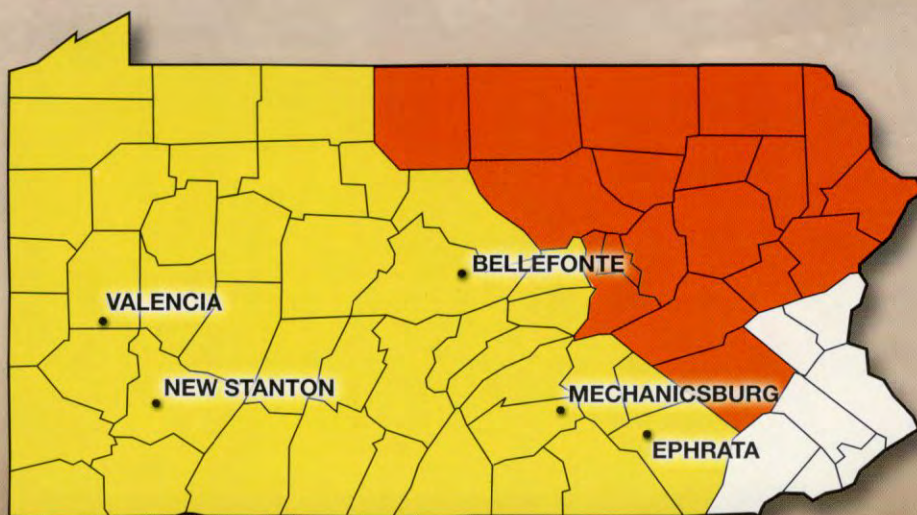 BELLEFONTE
VALENCIA
NEW STANTON
MECHANICSBURG
EPHRATA